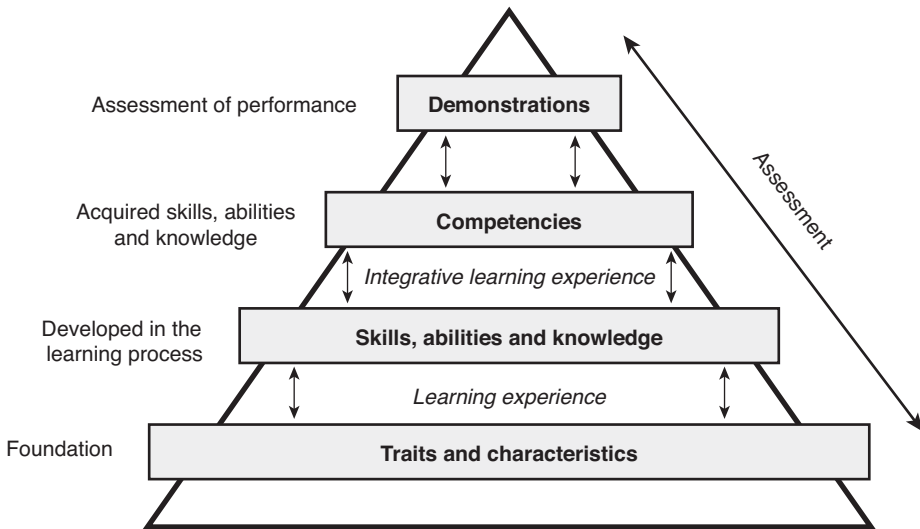 Assessment of performance
Demonstrations
Assessment
Acquired skills, abilities
and knowledge
Competencies
Integrative learning experience
Developed in the
learning process
Skills, abilities and knowledge
Learning experience
Foundation
Traits and characteristics